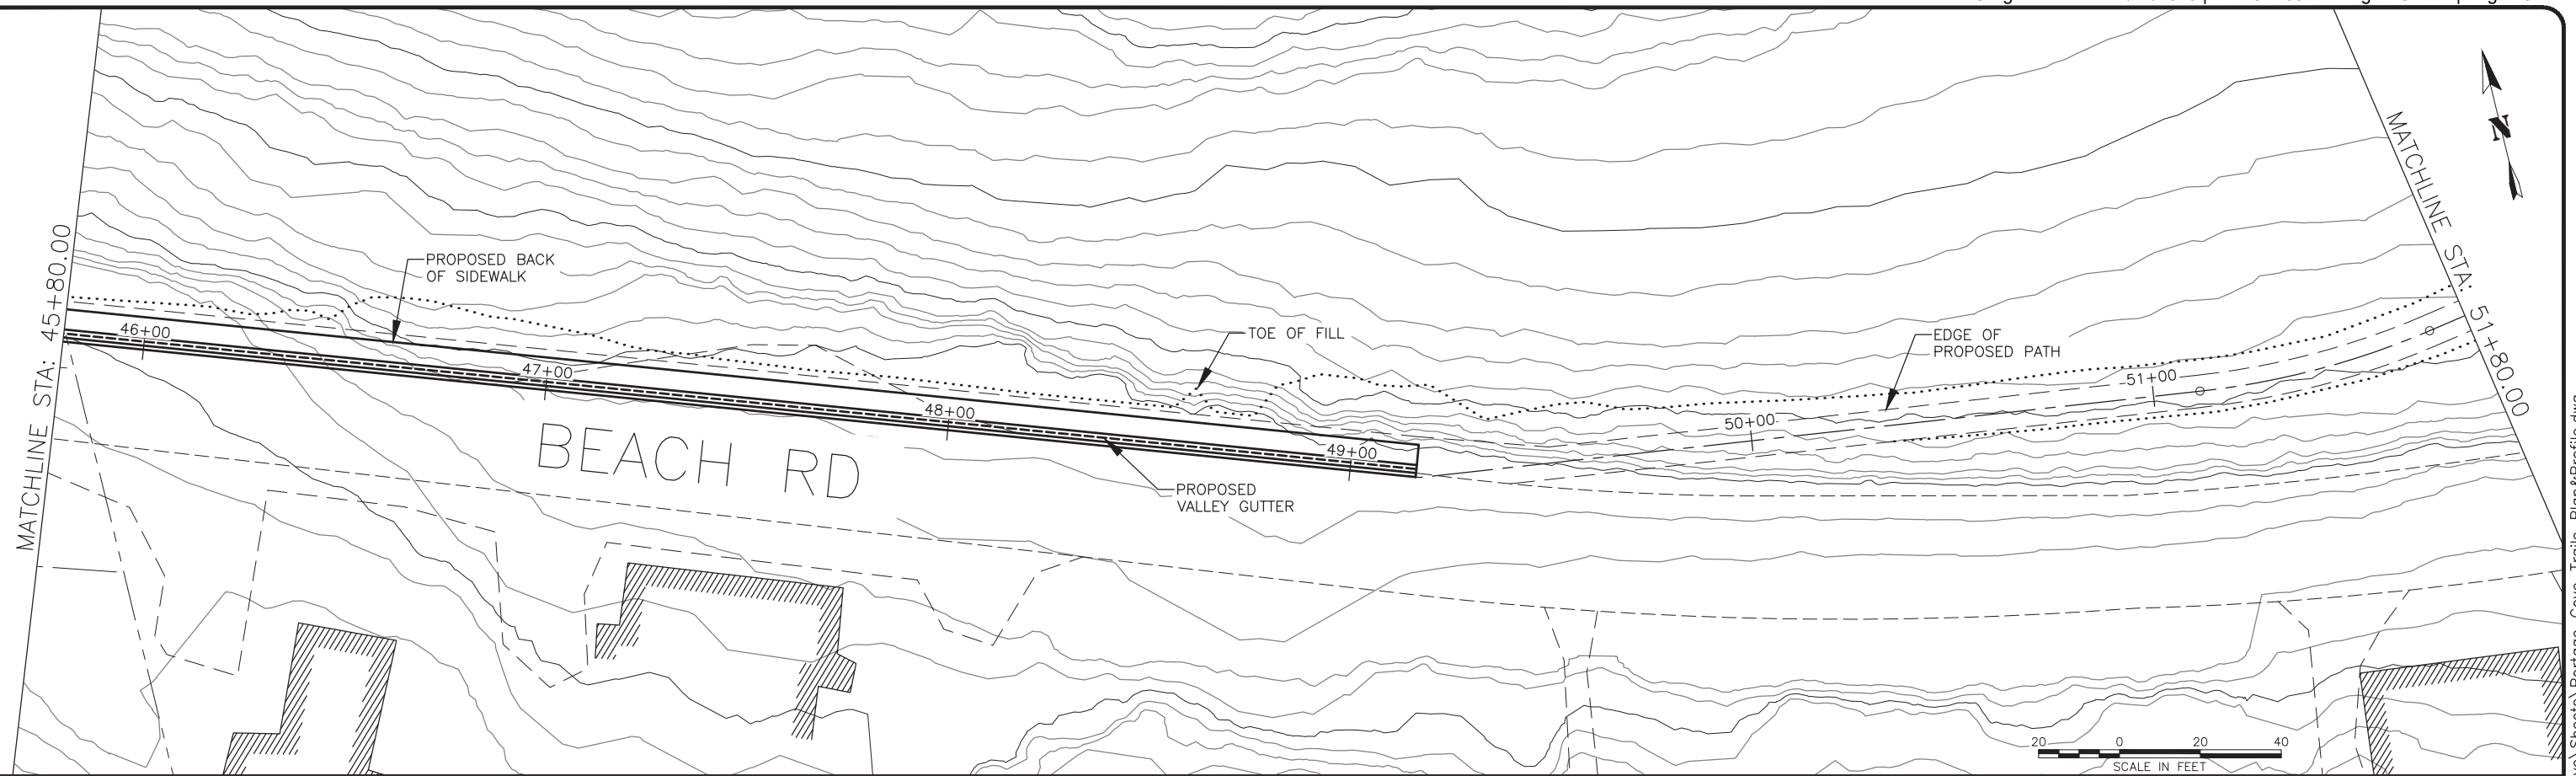 MATCHLINE STA: 45+80.00
46+00
PROPOSED BACK
OF SIDEWALK
47+00
48+00
BEACH RD
TOE OF FILL
49+00
PROPOSED
VALLEY GUTTER
50+00
EDGE OF
PROPOSED PATH
51+00
MATCHLINE STA: 51+80.00
N
20 0 20 40
SCALE IN FEET